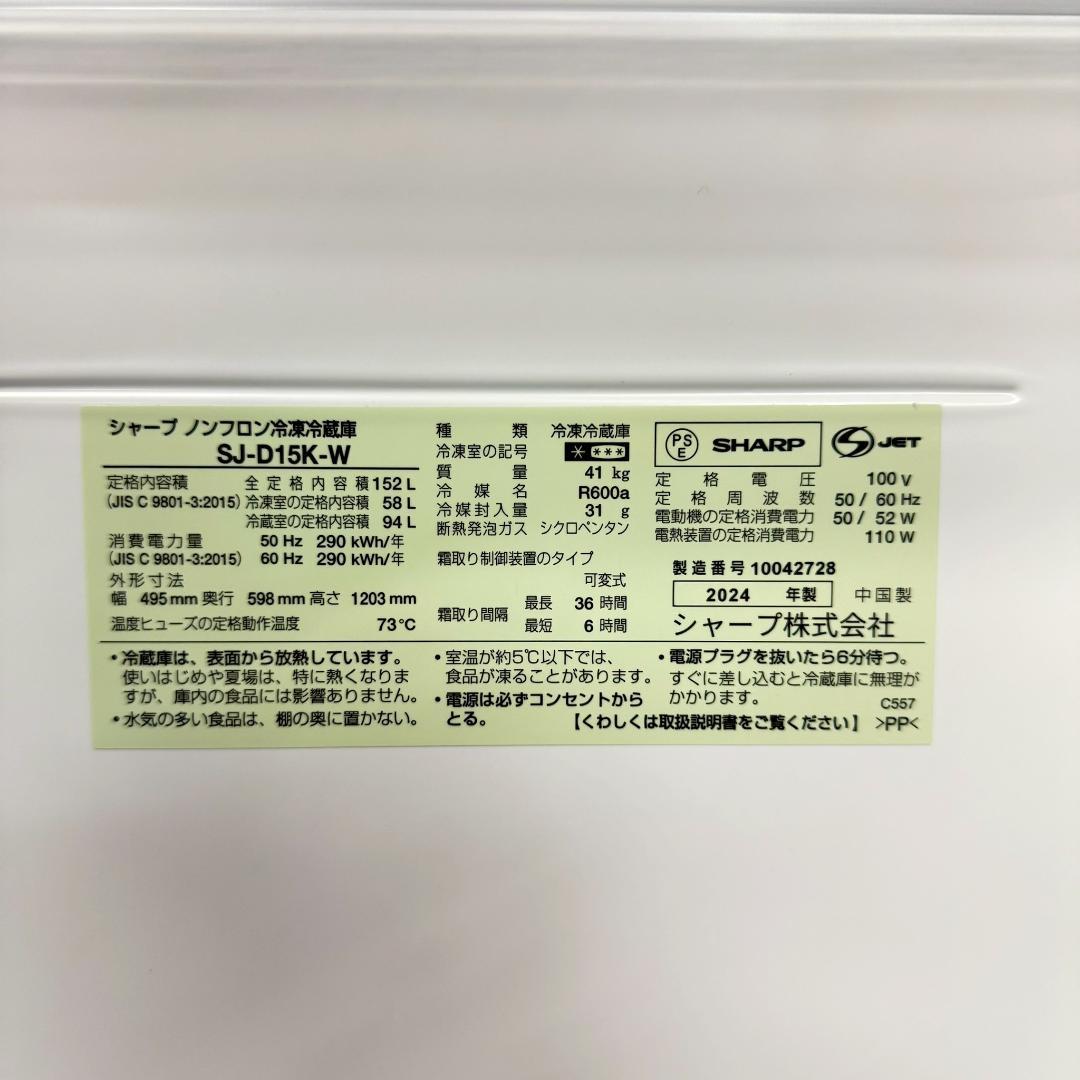 シャープ ノンフロン冷凍冷蔵庫
SJ-D15K-W
定格内容積 全定格内容積 152 L
(JIS C 9801-3:2015) 冷凍室の定格内容積 58 L
冷蔵室の定格内容積 94 L
消費電力量 50 Hz 290 kWh/年
(JIS C 9801-3:2015) 60 Hz 290 kWh/年
外形寸法
幅 495 mm 奥行 598 mm 高さ 1203 mm
温度ヒューズの定格動作温度 73℃
種類 冷凍冷蔵庫
冷凍室の記号 ＊ ***
質量 41 kg
冷媒名 R600a
冷媒封入量 31 g
断熱発泡ガス シクロペンタン
霜取り制御装置のタイプ
可変式
霜取り間隔 最長 36 時間
最短 6 時間
PS
E
SHARP
JET
定格電圧 100 V
定格周波数 50 / 60 Hz
電動機の定格消費電力 50 / 52 W
電熱装置の定格消費電力 110 W
製造番号 10042728
2024 年製 中国製
シャープ株式会社
・冷蔵庫は、表面から放熱しています。
使いはじめや夏場は、特に熱くなりま
すが、庫内の食品には影響ありません。
・水気の多い食品は、棚の奥に置かない。
・室温が約5℃以下では、
食品が凍ることがあります。
・電源は必ずコンセントから
とる。
・電源プラグを抜いたら6分待つ。
すぐに差し込むと冷蔵庫に無理が
かかります。
C557
【くわしくは取扱説明書をご覧ください】 >PP<